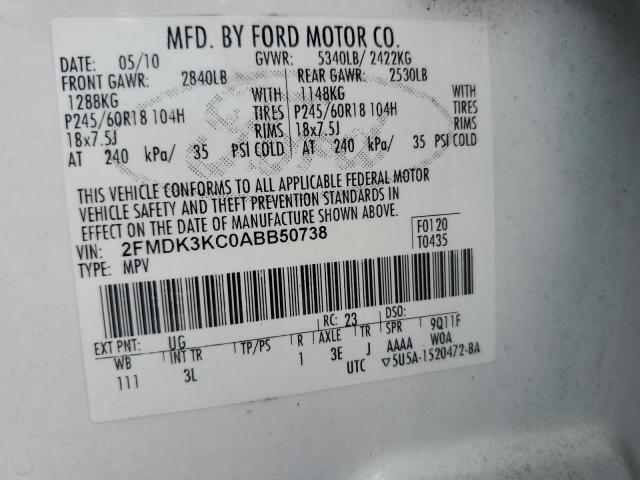 MFD. BY FORD MOTOR CO.
DATE: 05/10 GVWR: 5340LB/ 2422KG
FRONT GAWR: 2840LB REAR GAWR: 2530LB
1288KG WITH 1148KG WITH
P245/60R18 104H TIRES P245/60R18 104H TIRES
18x7.5J RIMS 18x7.5J RIMS
AT 240 kPa/ 35 PSI COLD AT 240 kPa/ 35 PSI COLD
THIS VEHICLE CONFORMS TO ALL APPLICABLE FEDERAL MOTOR
VEHICLE SAFETY AND THEFT PREVENTION STANDARDS IN
EFFECT ON THE DATE OF MANUFACTURE SHOWN ABOVE.
VIN: 2FMDK3KC0ABB50738 F0120
TYPE: MPV T0435
EXT PNT: UG RC: 23 DSO: 9Q11F
WB INT TR TP/PS R AXLE TR SPR W0A
111 3L 1 3E J AAAA
UTC ▽5U5A-1520472-BA
Ford